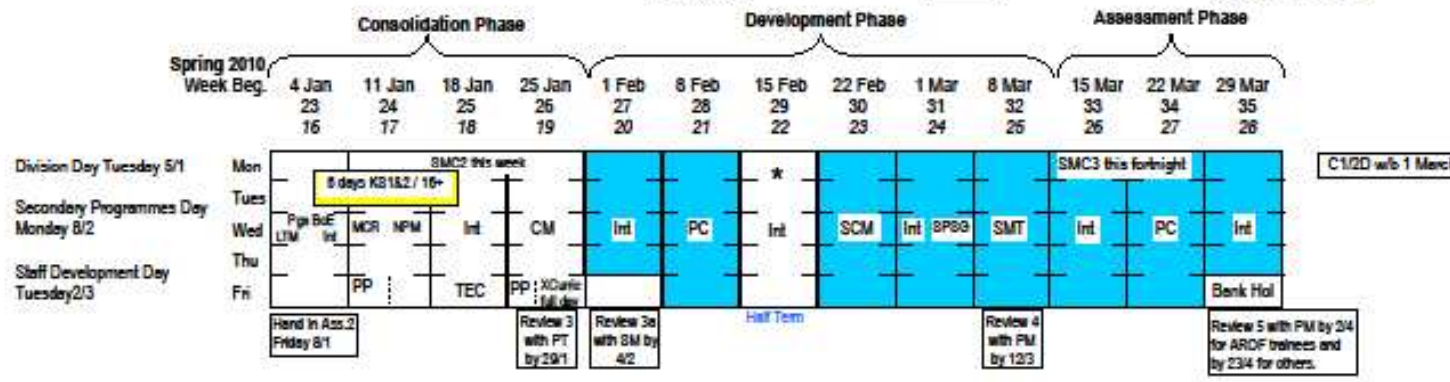 Consolidation Phase Development Phase Assessment Phase
Spring 2010
Week Beg. 4 Jan 11 Jan 18 Jan 25 Jan 1 Feb 8 Feb 15 Feb 22 Feb 1 Mar 8 Mar 15 Mar 22 Mar 29 Mar
23 24 25 26 27 28 29 30 31 32 33 34 35
16 17 18 19 20 21 22 23 24 25 26 27 28
Division Day Tuesday 5/1 Mon SMC2 this week * SMC3 this fortnight C1/2D w/b 1 March
5 days KS1&2 / 16+
Tues
Secondary Programmes Day
Monday 8/2
Wed Pgs BoE LTM Int MCR NPM Int CM Int PC Int SCM Int SPSG SMT Int PC Int
Thu
Staff Development Day
Tuesday2/3
Fri PP TEC PP XCurric full day Bank Hol
Hand in Ass.2
Friday 8/1
Review 3
with PT
by 29/1
Review 3a
with SM by
4/2
Half Term
Review 4
with PM
by 12/3
Review 5 with PM by 2/4
for AROF trainees and
by 23/4 for others.